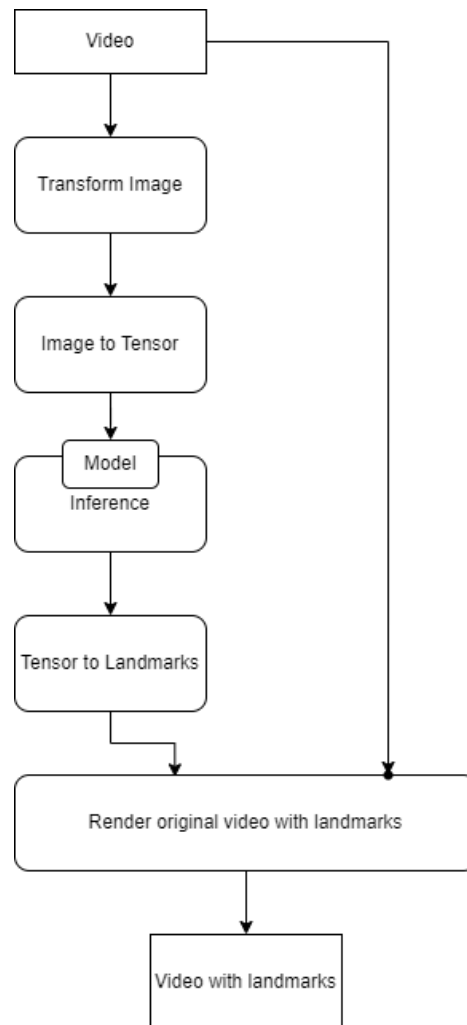 Video
Transform Image
Image to Tensor
Model
Inference
Tensor to Landmarks
Render original video with landmarks
Video with landmarks